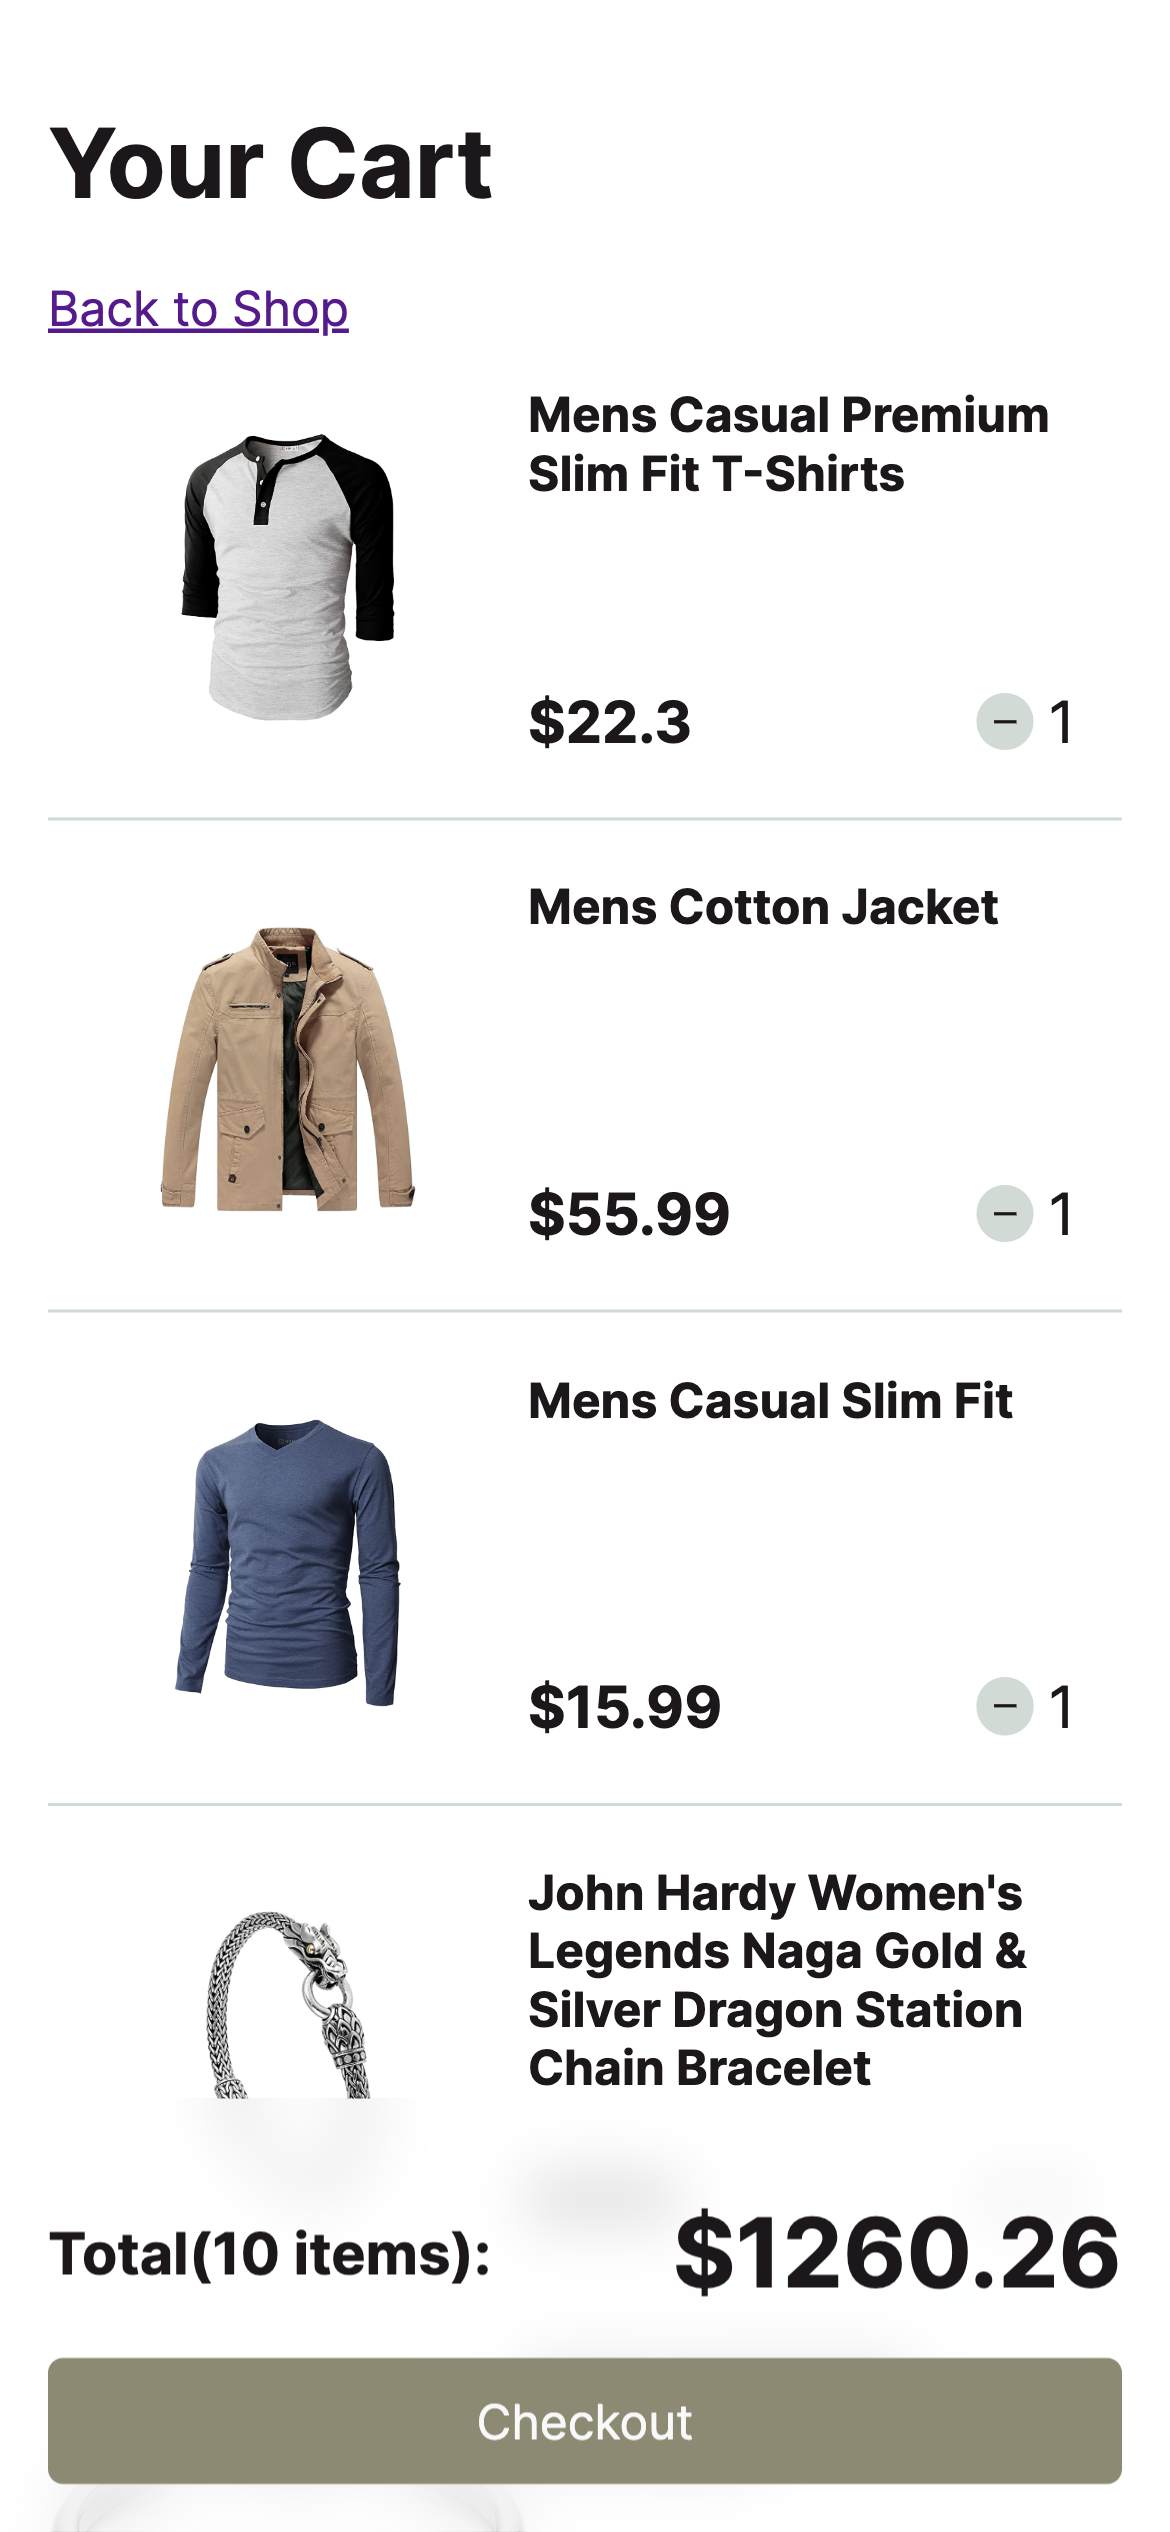 Your Cart
Back to Shop
Mens Casual Premium
Slim Fit T-Shirts
$22.3
− 1
Mens Cotton Jacket
$55.99
− 1
Mens Casual Slim Fit
$15.99
− 1
John Hardy Women's
Legends Naga Gold &
Silver Dragon Station
Chain Bracelet
Total(10 items):
$1260.26
Checkout